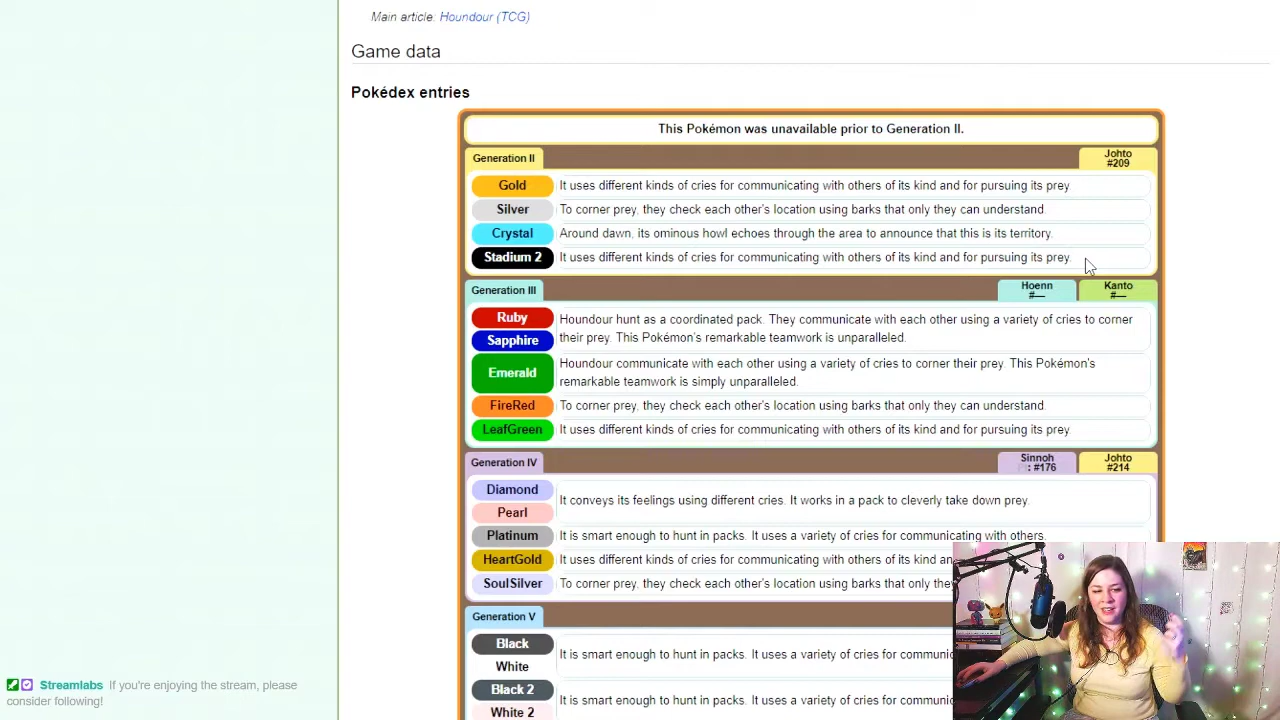 Main article: Houndour (TCG)
Game data
Pokédex entries
This Pokémon was unavailable prior to Generation II.
Generation II
Johto
#209
Gold
It uses different kinds of cries for communicating with others of its kind and for pursuing its prey.
Silver
To corner prey, they check each other's location using barks that only they can understand.
Crystal
Around dawn, its ominous howl echoes through the area to announce that this is its territory.
Stadium 2
It uses different kinds of cries for communicating with others of its kind and for pursuing its prey.
Generation III
Hoenn
#—
Kanto
#—
Ruby
Sapphire
Houndour hunt as a coordinated pack. They communicate with each other using a variety of cries to corner
their prey. This Pokémon's remarkable teamwork is unparalleled.
Emerald
Houndour communicate with each other using a variety of cries to corner their prey. This Pokémon's
remarkable teamwork is simply unparalleled.
FireRed
To corner prey, they check each other's location using barks that only they can understand.
LeafGreen
It uses different kinds of cries for communicating with others of its kind and for pursuing its prey.
Generation IV
Sinnoh
: #176
Johto
#214
Diamond
Pearl
It conveys its feelings using different cries. It works in a pack to cleverly take down prey.
Platinum
It is smart enough to hunt in packs. It uses a variety of cries for communicating with others.
HeartGold
It uses different kinds of cries for communicating with others of its kind an
SoulSilver
To corner prey, they check each other's location using barks that only the
Generation V
Black
White
It is smart enough to hunt in packs. It uses a variety of cries for communic
Black 2
White 2
It is smart enough to hunt in packs. It uses a variety of cries for communic
Streamlabs If you're enjoying the stream, please
consider following!